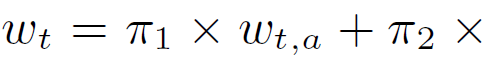 w_t = π_1 × w_{t,a} + π_2 ×